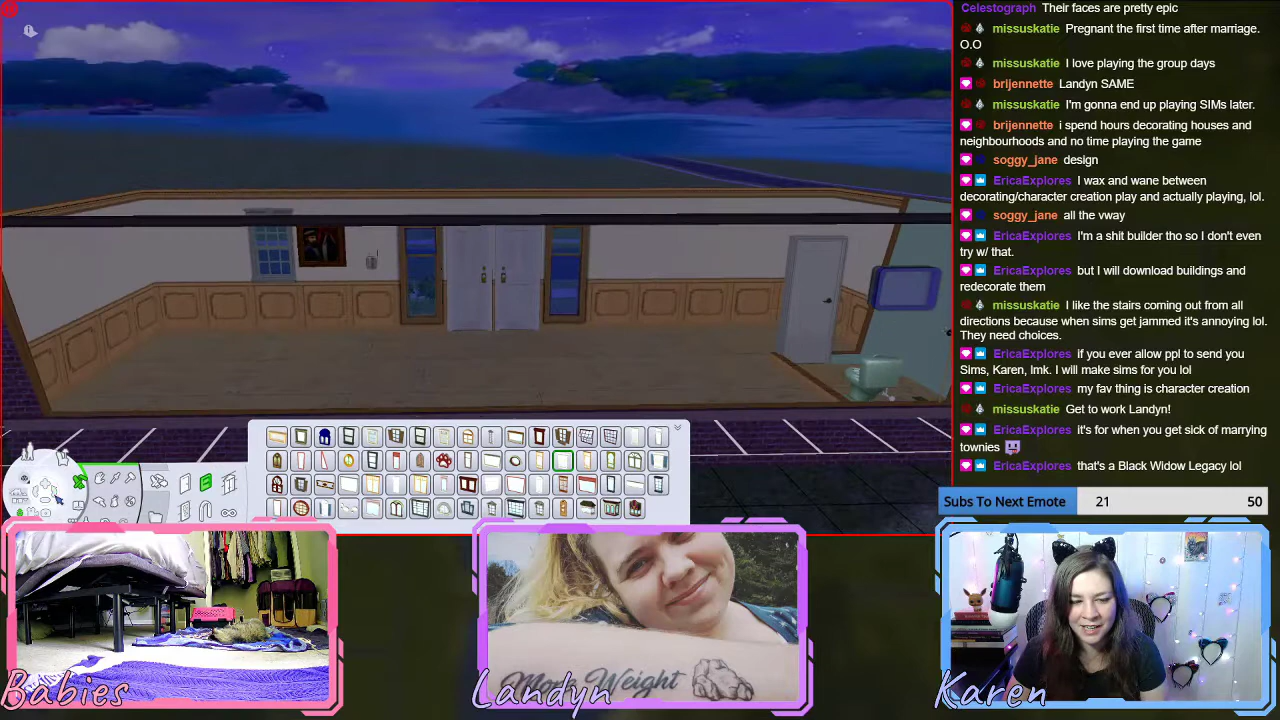 Celestograph Their faces are pretty epic
missuskatie Pregnant the first time after marriage.
O.O
missuskatie I love playing the group days
brijennette Landyn SAME
missuskatie I'm gonna end up playing SIMs later.
brijennette i spend hours decorating houses and
neighbourhoods and no time playing the game
soggy_jane design
EricaExplores I wax and wane between
decorating/character creation play and actually playing, lol.
soggy_jane all the vway
EricaExplores I'm a shit builder tho so I don't even
try w/ that.
EricaExplores but I will download buildings and
redecorate them
missuskatie I like the stairs coming out from all
directions because when sims get jammed it's annoying lol.
They need choices.
EricaExplores if you ever allow ppl to send you
Sims, Karen, lmk. I will make sims for you lol
EricaExplores my fav thing is character creation
missuskatie Get to work Landyn!
EricaExplores it's for when you get sick of marrying
townies
EricaExplores that's a Black Widow Legacy lol
Subs To Next Emote 21 50
More Weight
Babies
Landyn
Karen